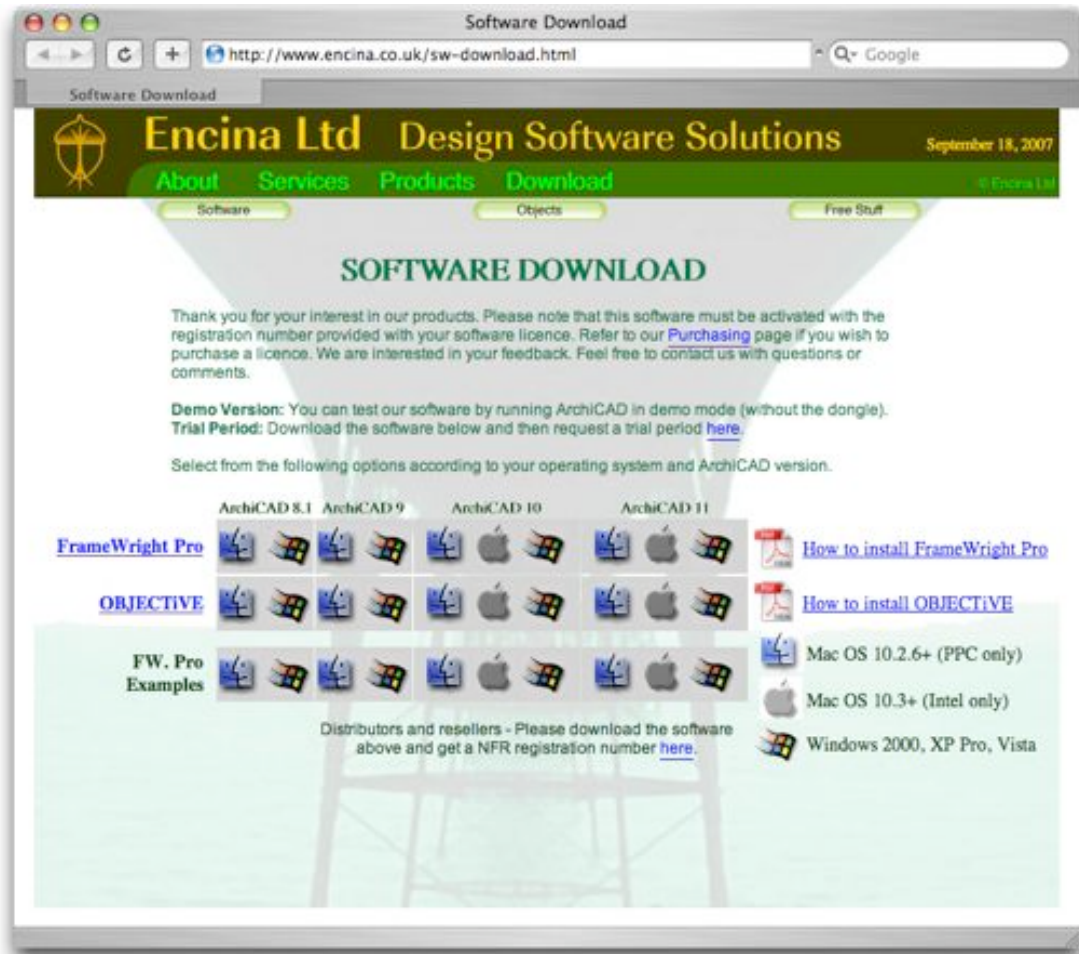 Software Download
http://www.encina.co.uk/sw-download.html
Google
Software Download
Encina Ltd Design Software Solutions
September 18, 2007
About Services Products Download
© Encina Ltd
Software Objects Free Stuff
SOFTWARE DOWNLOAD
Thank you for your interest in our products. Please note that this software must be activated with the
registration number provided with your software licence. Refer to our Purchasing page if you wish to
purchase a licence. We are interested in your feedback. Feel free to contact us with questions or
comments.
Demo Version: You can test our software by running ArchiCAD in demo mode (without the dongle).
Trial Period: Download the software below and then request a trial period here.
Select from the following options according to your operating system and ArchiCAD version.
ArchiCAD 8.1 ArchiCAD 9 ArchiCAD 10 ArchiCAD 11
FrameWright Pro
How to install FrameWright Pro
OBJECTiVE
How to install OBJECTiVE
FW. Pro
Examples
Mac OS 10.2.6+ (PPC only)
Mac OS 10.3+ (Intel only)
Windows 2000, XP Pro, Vista
Distributors and resellers - Please download the software
above and get a NFR registration number here.